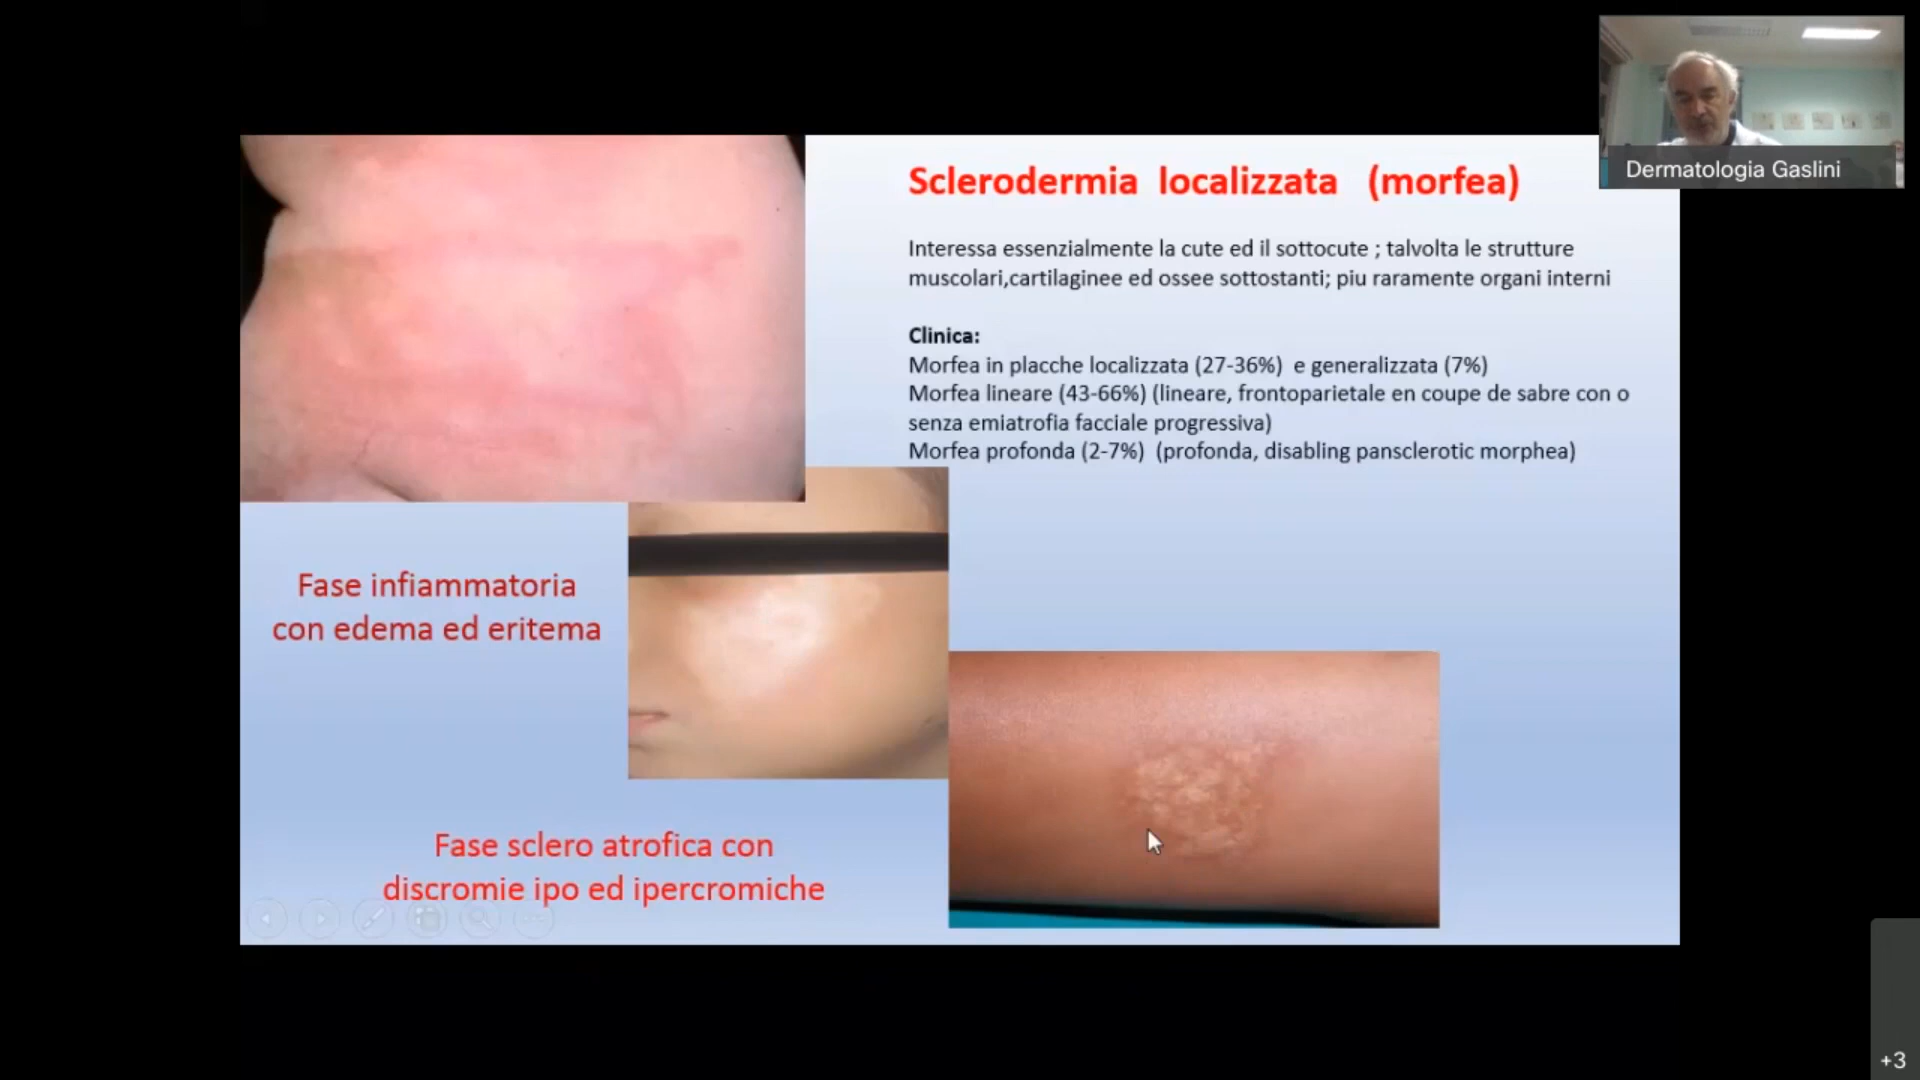 Dermatologia Gaslini
Sclerodermia localizzata (morfea)
Interessa essenzialmente la cute ed il sottocute ; talvolta le strutture
muscolari,cartilaginee ed ossee sottostanti; piu raramente organi interni
Clinica:
Morfea in placche localizzata (27-36%) e generalizzata (7%)
Morfea lineare (43-66%) (lineare, frontoparietale en coupe de sabre con o
senza emiatrofia facciale progressiva)
Morfea profonda (2-7%) (profonda, disabling pansclerotic morphea)
Fase infiammatoria
con edema ed eritema
Fase sclero atrofica con
discromie ipo ed ipercromiche
+3